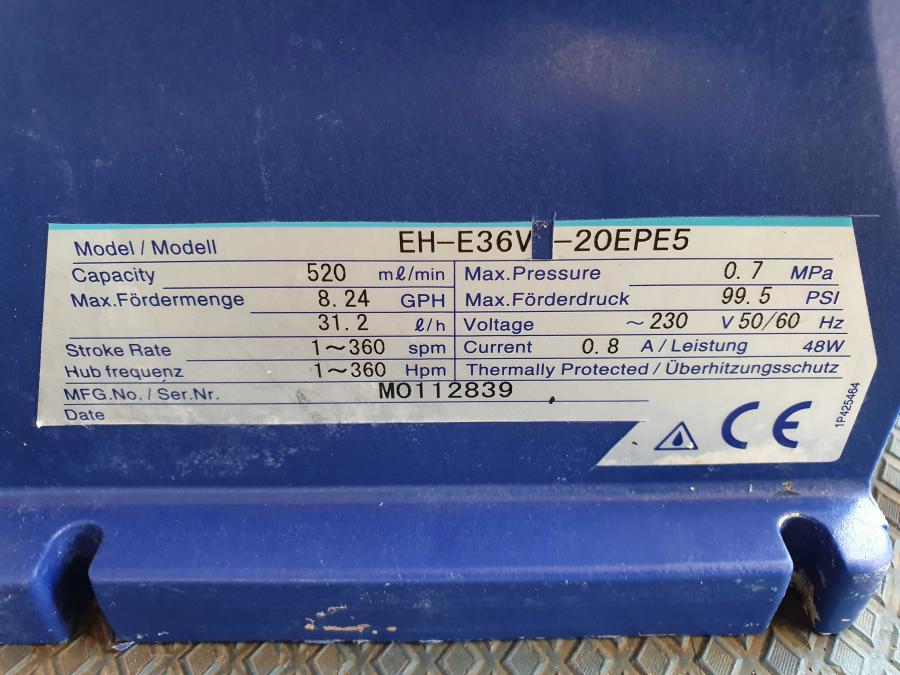 Model / Modell EH-E36V -20EPE5
Capacity 520 mℓ/min Max.Pressure 0.7 MPa
Max.Fördermenge 8.24 GPH Max.Förderdruck 99.5 PSI
31.2 ℓ/h Voltage ~230 V 50/60 Hz
Stroke Rate 1~360 spm Current 0.8 A / Leistung 48W
Hub frequenz 1~360 Hpm Thermally Protected / Überhitzungsschutz
MFG.No. / Ser.Nr. MO112839
Date
CE
1P425464